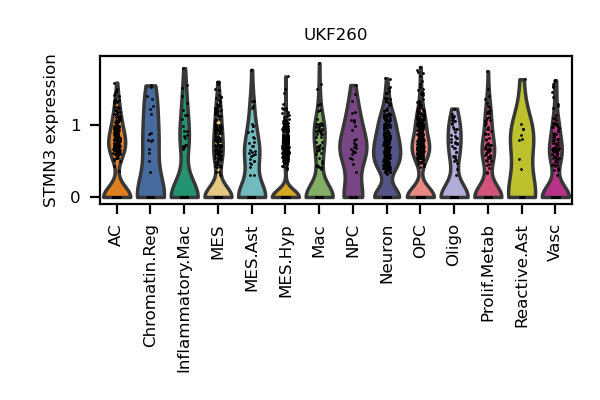 UKF260
STMN3 expression
1
0
AC
Chromatin.Reg
Inflammatory.Mac
MES
MES.Ast
MES.Hyp
Mac
NPC
Neuron
OPC
Oligo
Prolif.Metab
Reactive.Ast
Vasc